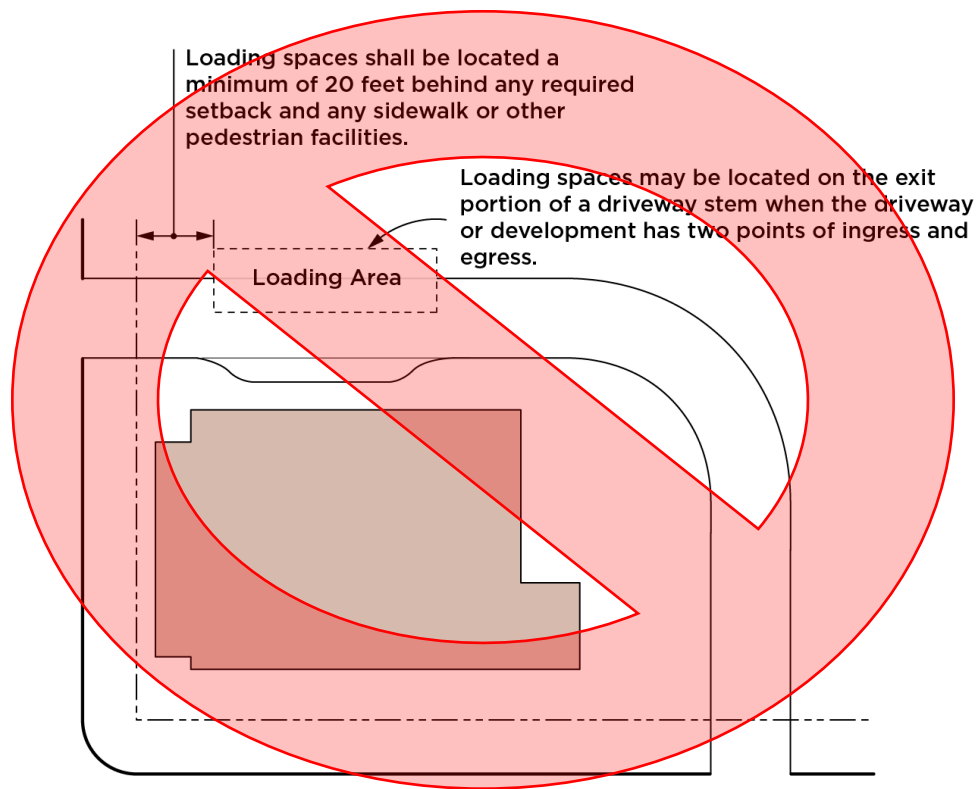 Loading spaces shall be located a
minimum of 20 feet behind any required
setback and any sidewalk or other
pedestrian facilities.
Loading spaces may be located on the exit
portion of a driveway stem when the driveway
or development has two points of ingress and
egress.
Loading Area